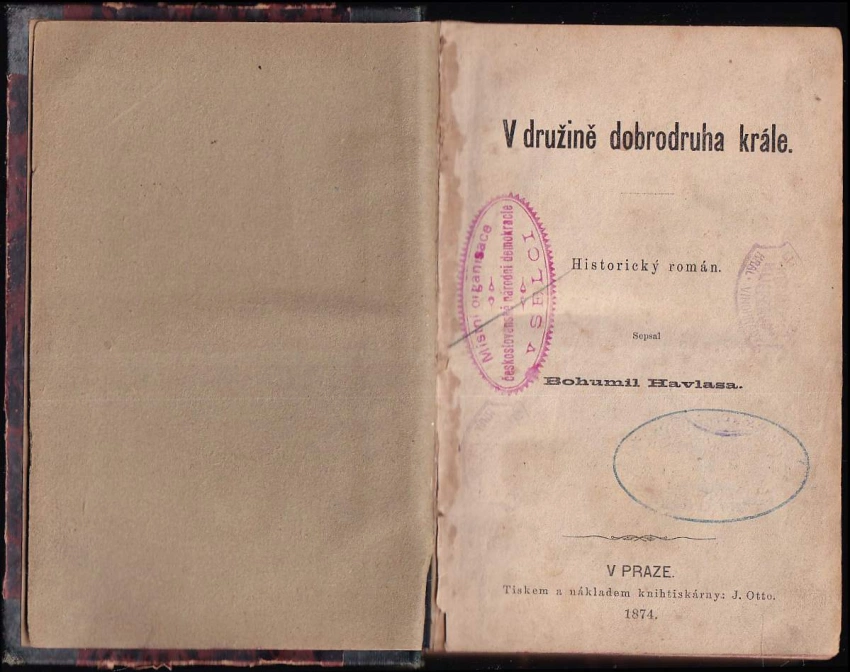 V družině dobrodruha krále.
Historický román.
Sepsal
Bohumil Havlasa.
V PRAZE.
Tiskem a nákladem knihtiskárny: J. Otto.
1874.
Místní organisace
československé národní demokracie
v SELCI